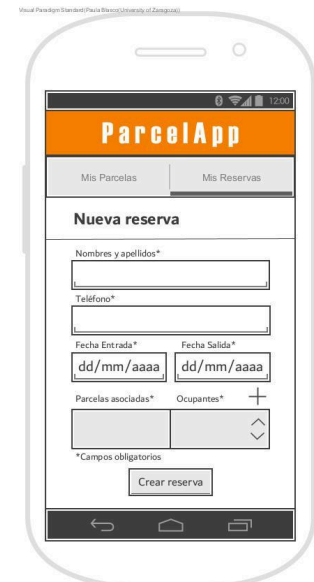 Visual Paradigm Standard(Paula Blasco(University of Zaragoza))
12:00
ParcelApp
Mis Parcelas Mis Reservas
Nueva reserva
Nombres y apellidos*
Teléfono*
Fecha Entrada* Fecha Salida*
dd/mm/aaaa dd/mm/aaaa
Parcelas asociadas* Ocupantes* +
*Campos obligatorios
Crear reserva